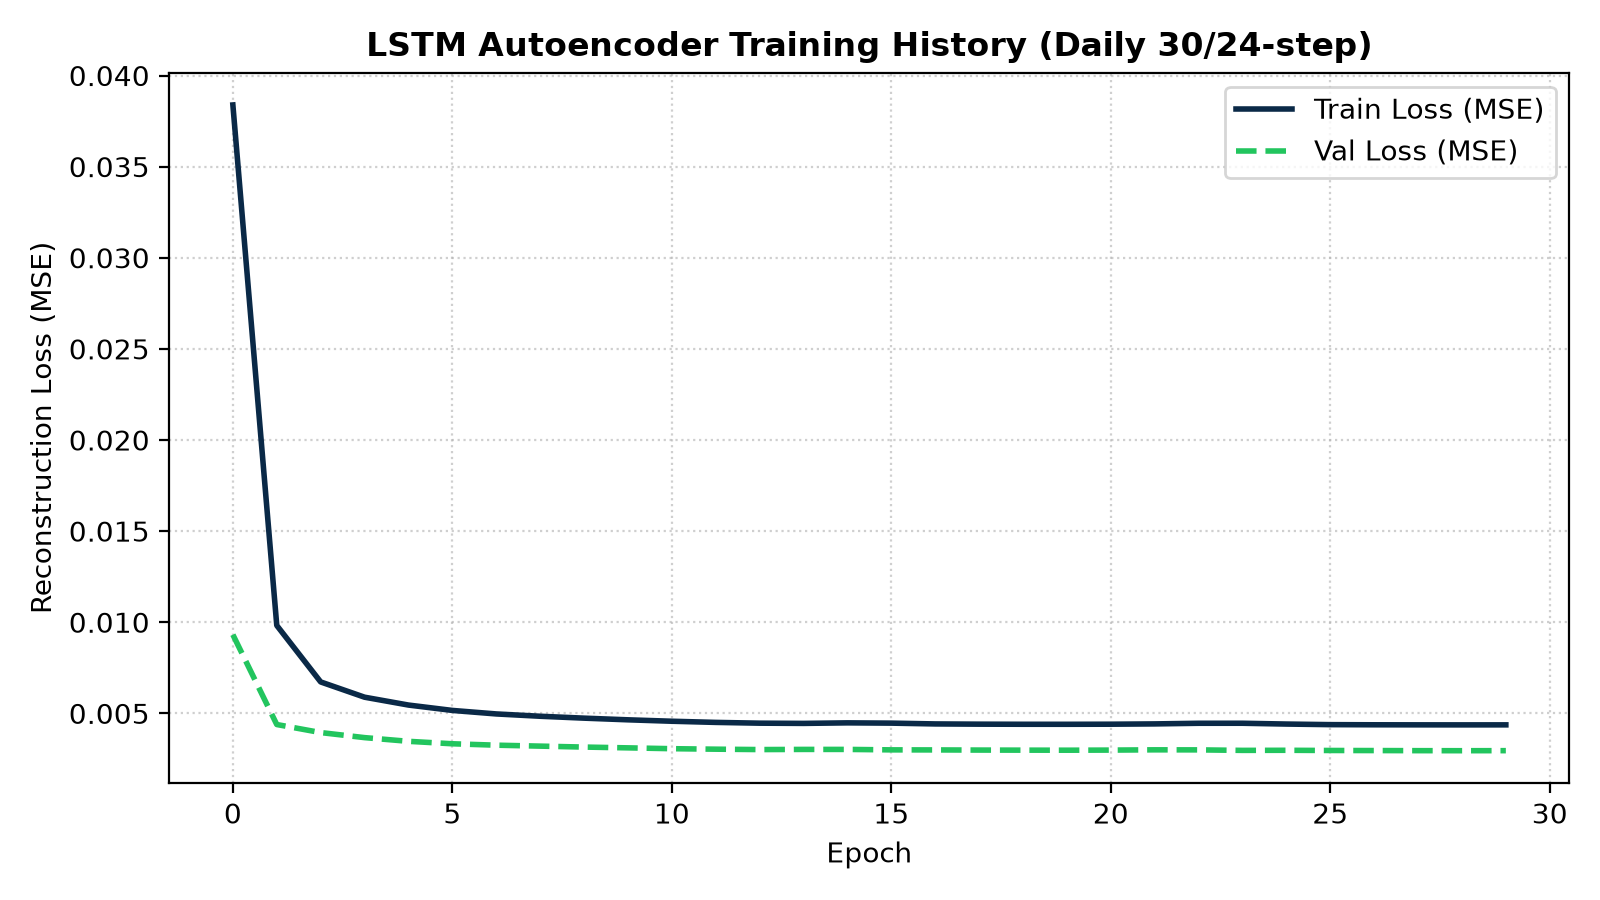 LSTM Autoencoder Training History (Daily 30/24-step)
Train Loss (MSE)
Val Loss (MSE)
Reconstruction Loss (MSE)
0.040
0.035
0.030
0.025
0.020
0.015
0.010
0.005
0 5 10 15 20 25 30
Epoch